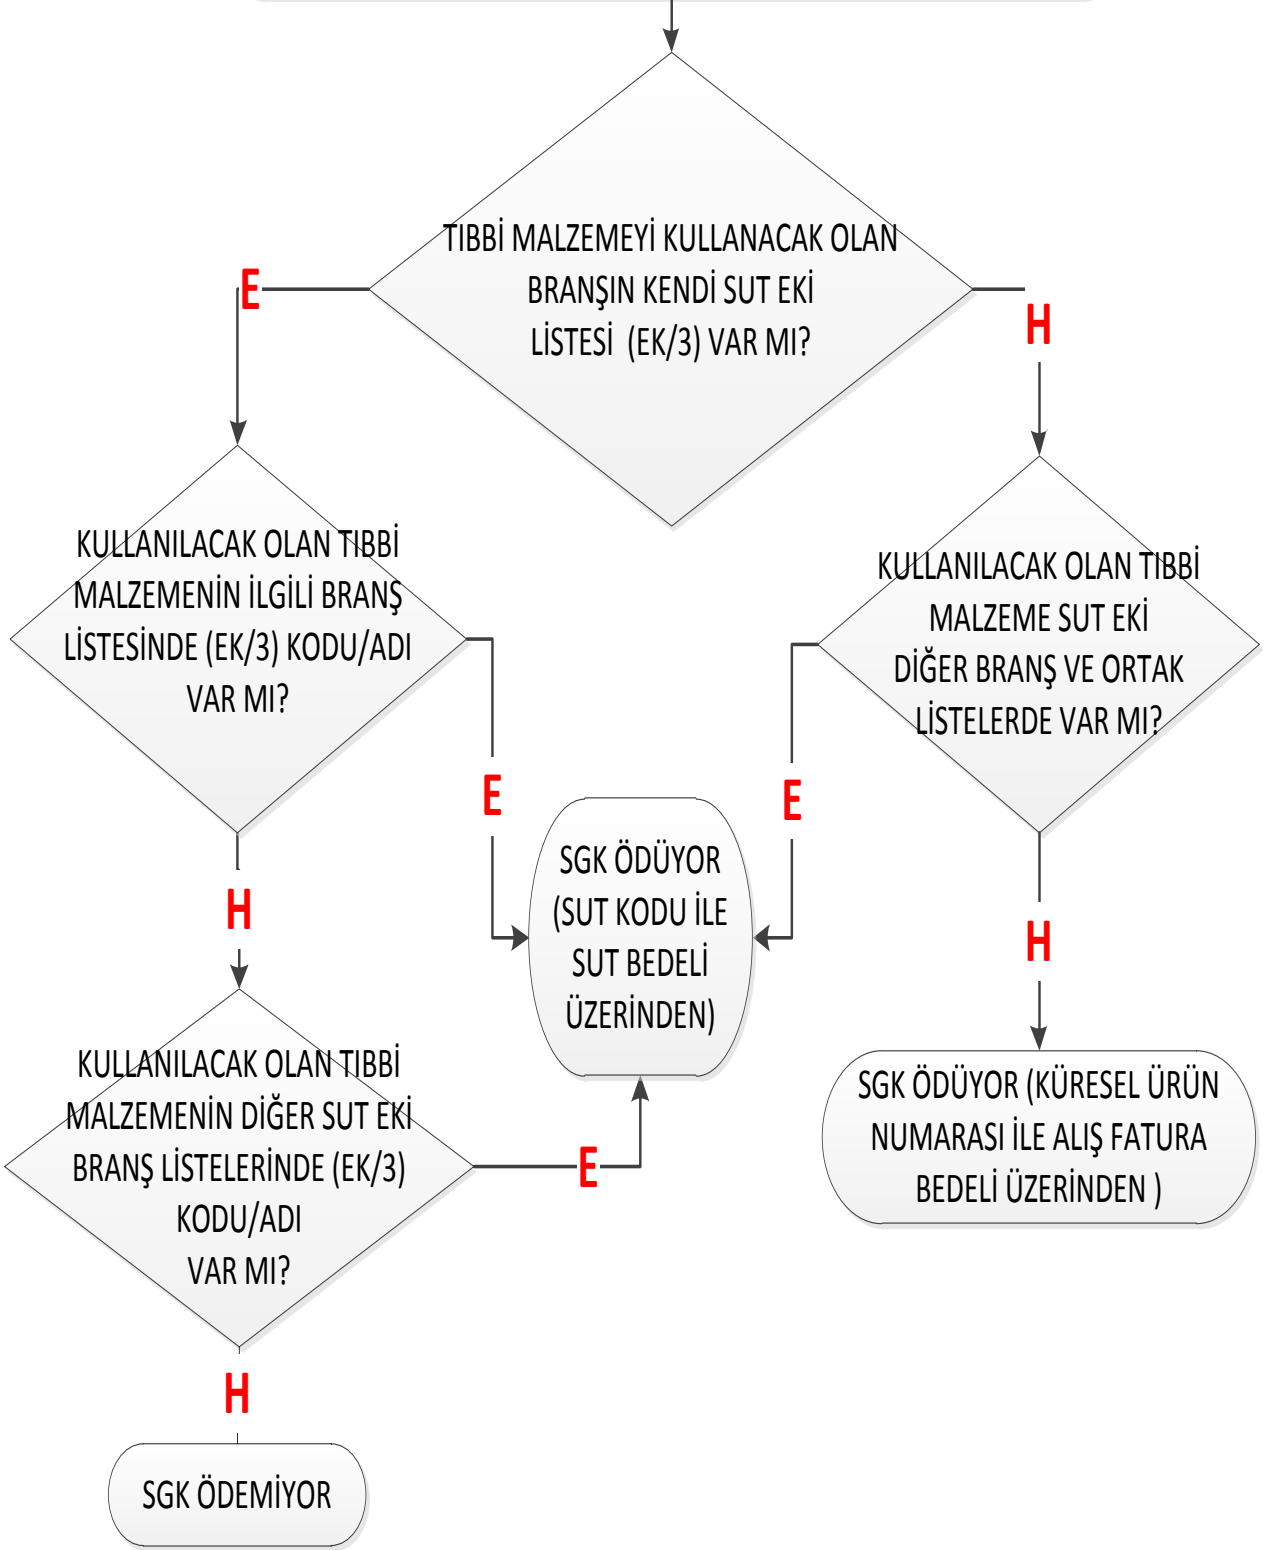 TIBBİ MALZEMEYİ KULLANACAK OLAN
BRANŞIN KENDİ SUT EKİ
LİSTESİ (EK/3) VAR MI?
E
H
KULLANILACAK OLAN TIBBİ
MALZEMENİN İLGİLİ BRANŞ
LİSTESİNDE (EK/3) KODU/ADI
VAR MI?
KULLANILACAK OLAN TIBBİ
MALZEME SUT EKİ
DİĞER BRANŞ VE ORTAK
LİSTELERDE VAR MI?
E
E
SGK ÖDÜYOR
(SUT KODU İLE
SUT BEDELİ
ÜZERİNDEN)
H
H
KULLANILACAK OLAN TIBBİ
MALZEMENİN DİĞER SUT EKİ
BRANŞ LİSTELERİNDE (EK/3)
KODU/ADI
VAR MI?
E
SGK ÖDÜYOR (KÜRESEL ÜRÜN
NUMARASI İLE ALIŞ FATURA
BEDELİ ÜZERİNDEN )
H
SGK ÖDEMİYOR